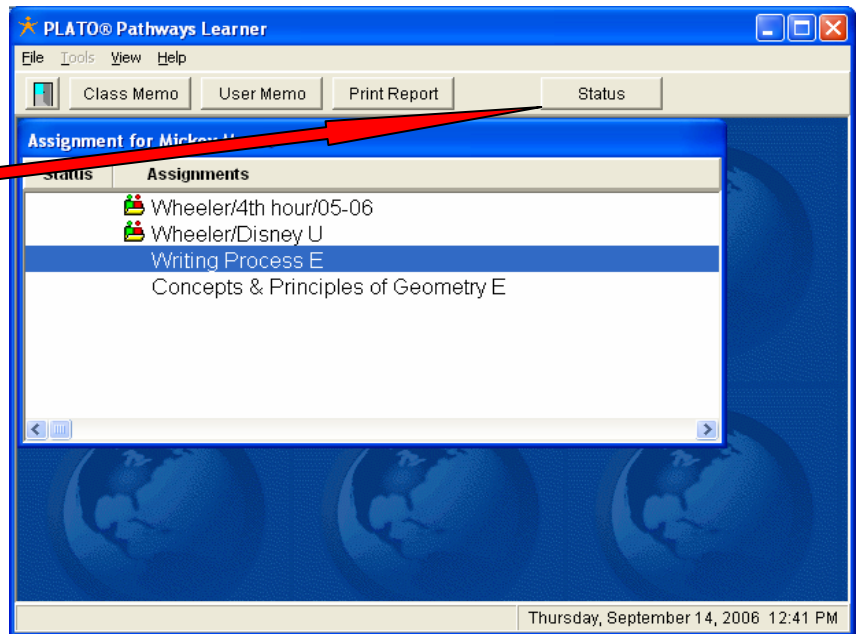 PLATO® Pathways Learner
File Tools View Help
Class Memo User Memo Print Report Status
Assignment for Mickey
Status Assignments
Wheeler/4th hour/05-06
Wheeler/Disney U
Writing Process E
Concepts & Principles of Geometry E
Thursday, September 14, 2006 12:41 PM